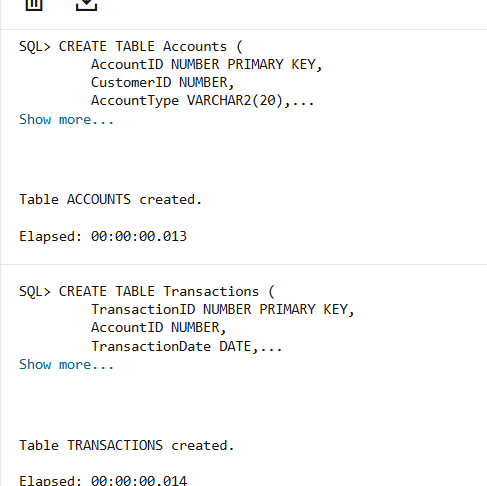 SQL> CREATE TABLE Accounts (
AccountID NUMBER PRIMARY KEY,
CustomerID NUMBER,
AccountType VARCHAR2(20),...
Show more...
Table ACCOUNTS created.
Elapsed: 00:00:00.013
SQL> CREATE TABLE Transactions (
TransactionID NUMBER PRIMARY KEY,
AccountID NUMBER,
TransactionDate DATE,...
Show more...
Table TRANSACTIONS created.
Elapsed: 00:00:00.014